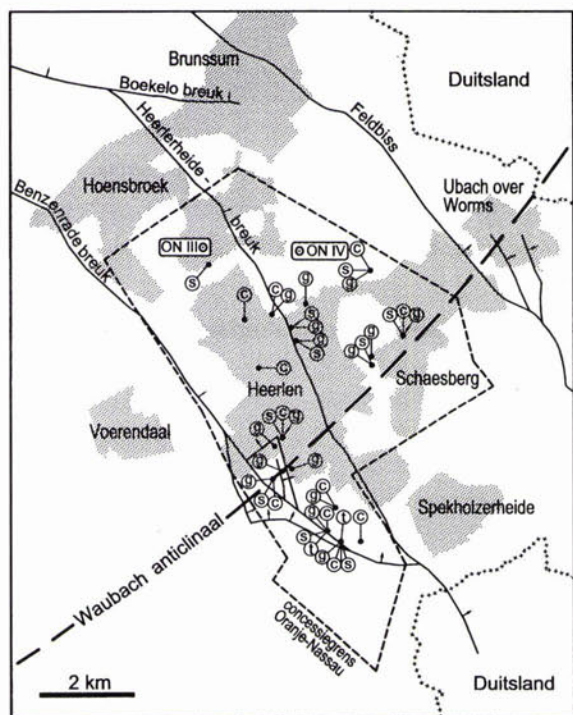 Brunssum
Duitsland
Boekelo breuk
Heerlerheide-
breuk
Feldbiss
Hoensbroek
Benzenrade breuk
Ubach over
Worms
ON III
ON IV
c
s
g
s
c
c
g
g
s
g
s
c
s
c
g
s
g
Heerlen
Schaesberg
Voerendaal
s
c
g
g
g
g
g
s
c
c
g
g
c
t
c
s
t
g
c
s
Spekholzerheide
Waubach anticlinaal
concessiegrens
Oranje-Nassau
2 km
Duitsland